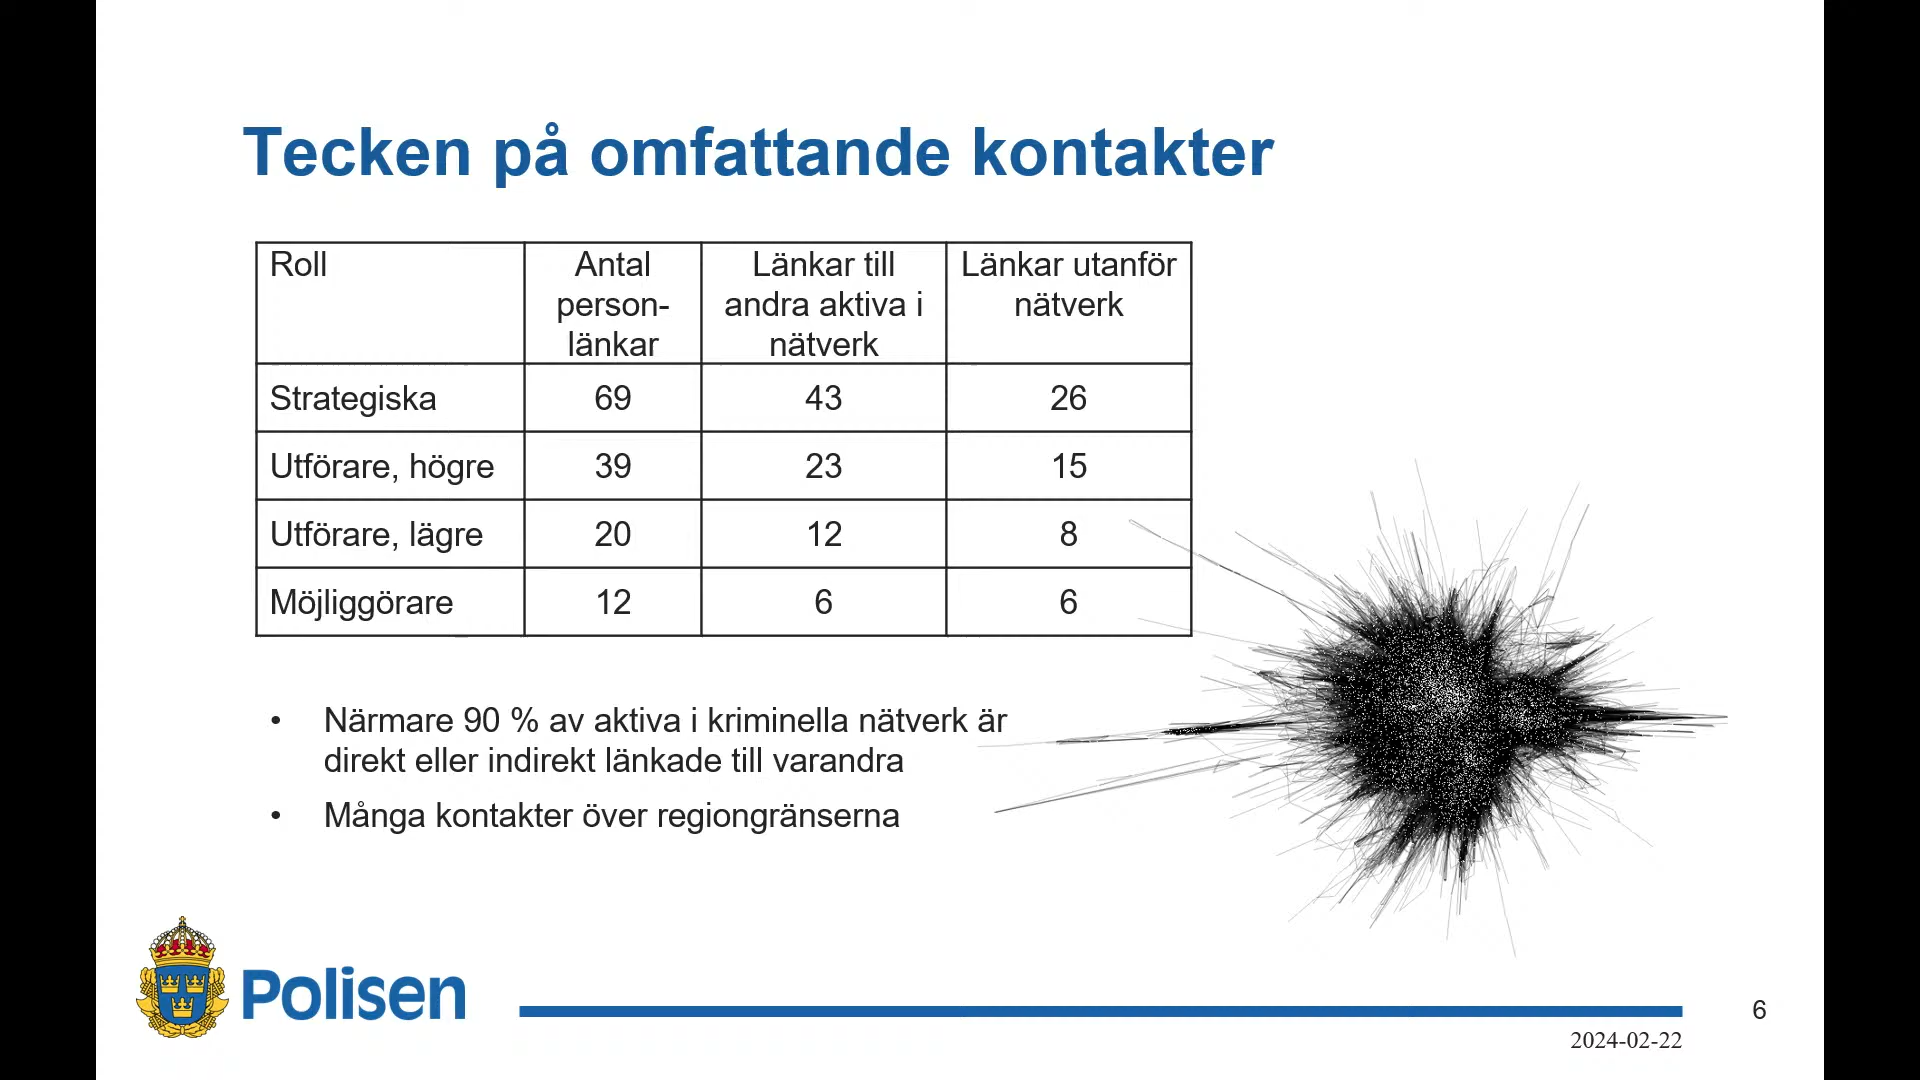 Tecken på omfattande kontakter
Roll
Antal
person-
länkar
Länkar till
andra aktiva i
nätverk
Länkar utanför
nätverk
Strategiska 69 43 26
Utförare, högre 39 23 15
Utförare, lägre 20 12 8
Möjliggörare 12 6 6
• Närmare 90 % av aktiva i kriminella nätverk är
direkt eller indirekt länkade till varandra
• Många kontakter över regiongränserna
Polisen
6
2024-02-22